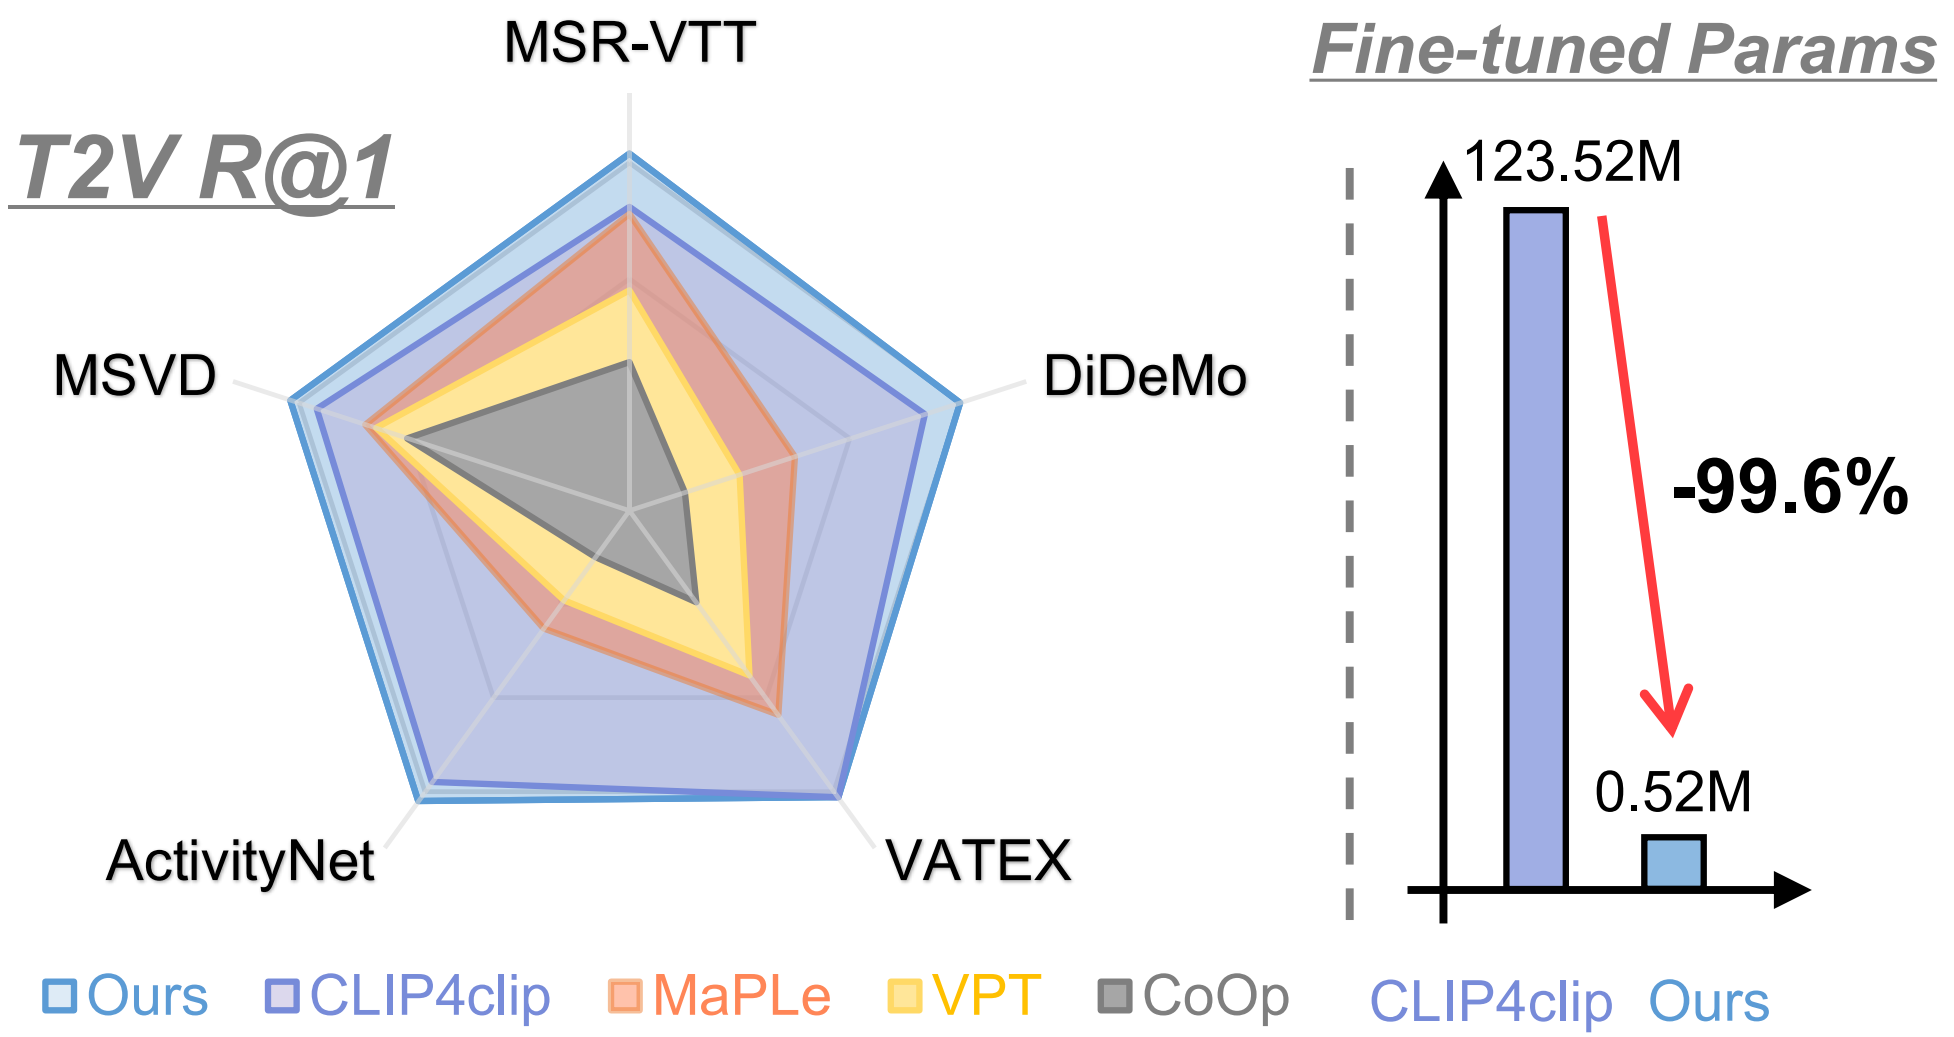 MSR-VTT
Fine-tuned Params
T2V R@1
123.52M
MSVD
DiDeMo
-99.6%
0.52M
ActivityNet
VATEX
Ours CLIP4clip MaPLe VPT CoOp
CLIP4clip Ours